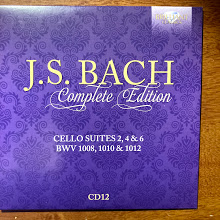 J.S. BACH
Complete Edition
CELLO SUITES 2, 4 & 6
BWV 1008, 1010 & 1012
CD12